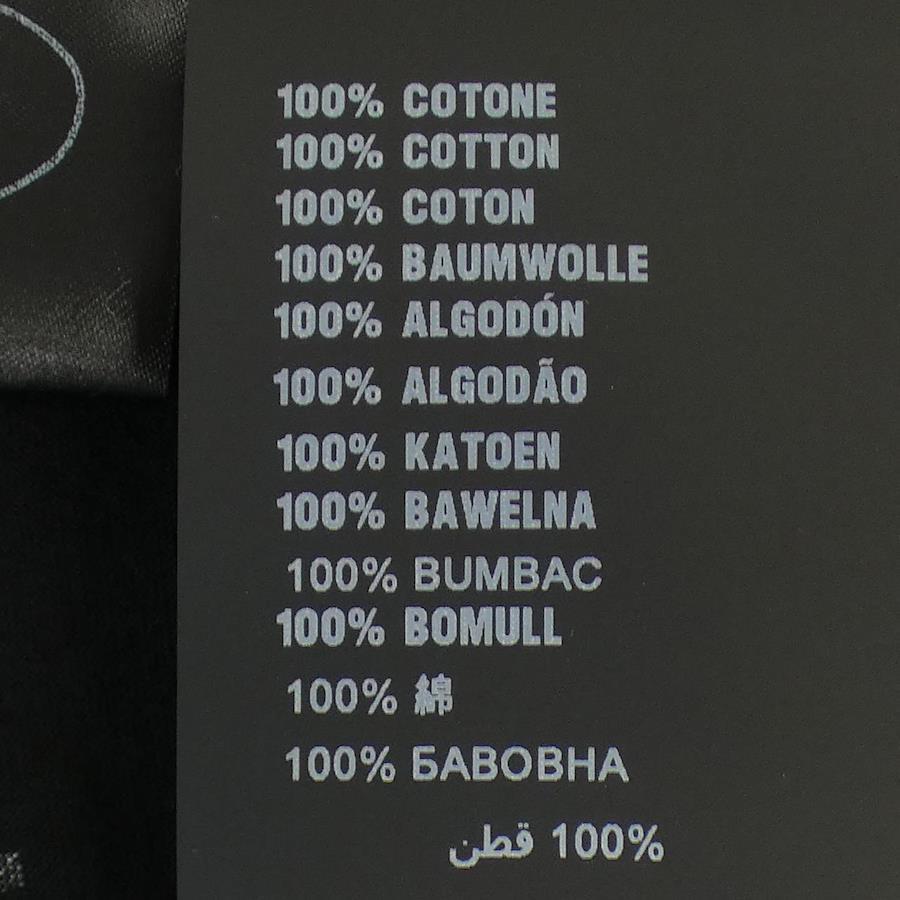 100% COTONE
100% COTTON
100% COTON
100% BAUMWOLLE
100% ALGODÓN
100% ALGODÃO
100% KATOEN
100% BAWELNA
100% BUMBAC
100% BOMULL
100% 綿
100% БАВОВНА
100% قطن